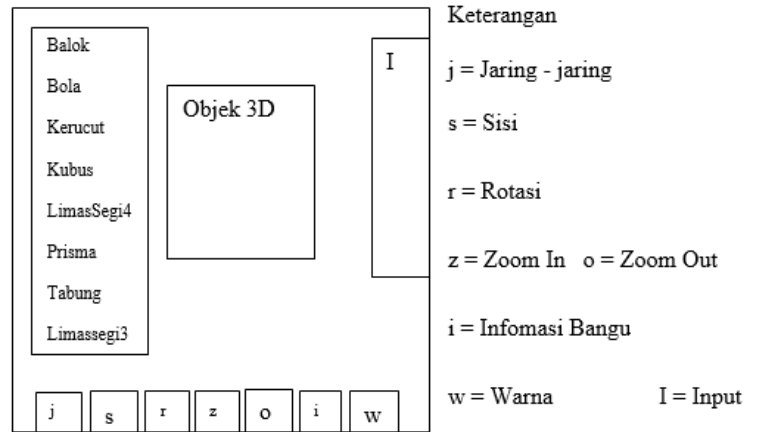 Balok
Bola
Kerucut
Kubus
LimasSegi4
Prisma
Tabung
Limassegi3
Objek 3D
I
j s r z o i w
Keterangan
j = Jaring - jaring
s = Sisi
r = Rotasi
z = Zoom In o = Zoom Out
i = Infomasi Bangu
w = Warna I = Input